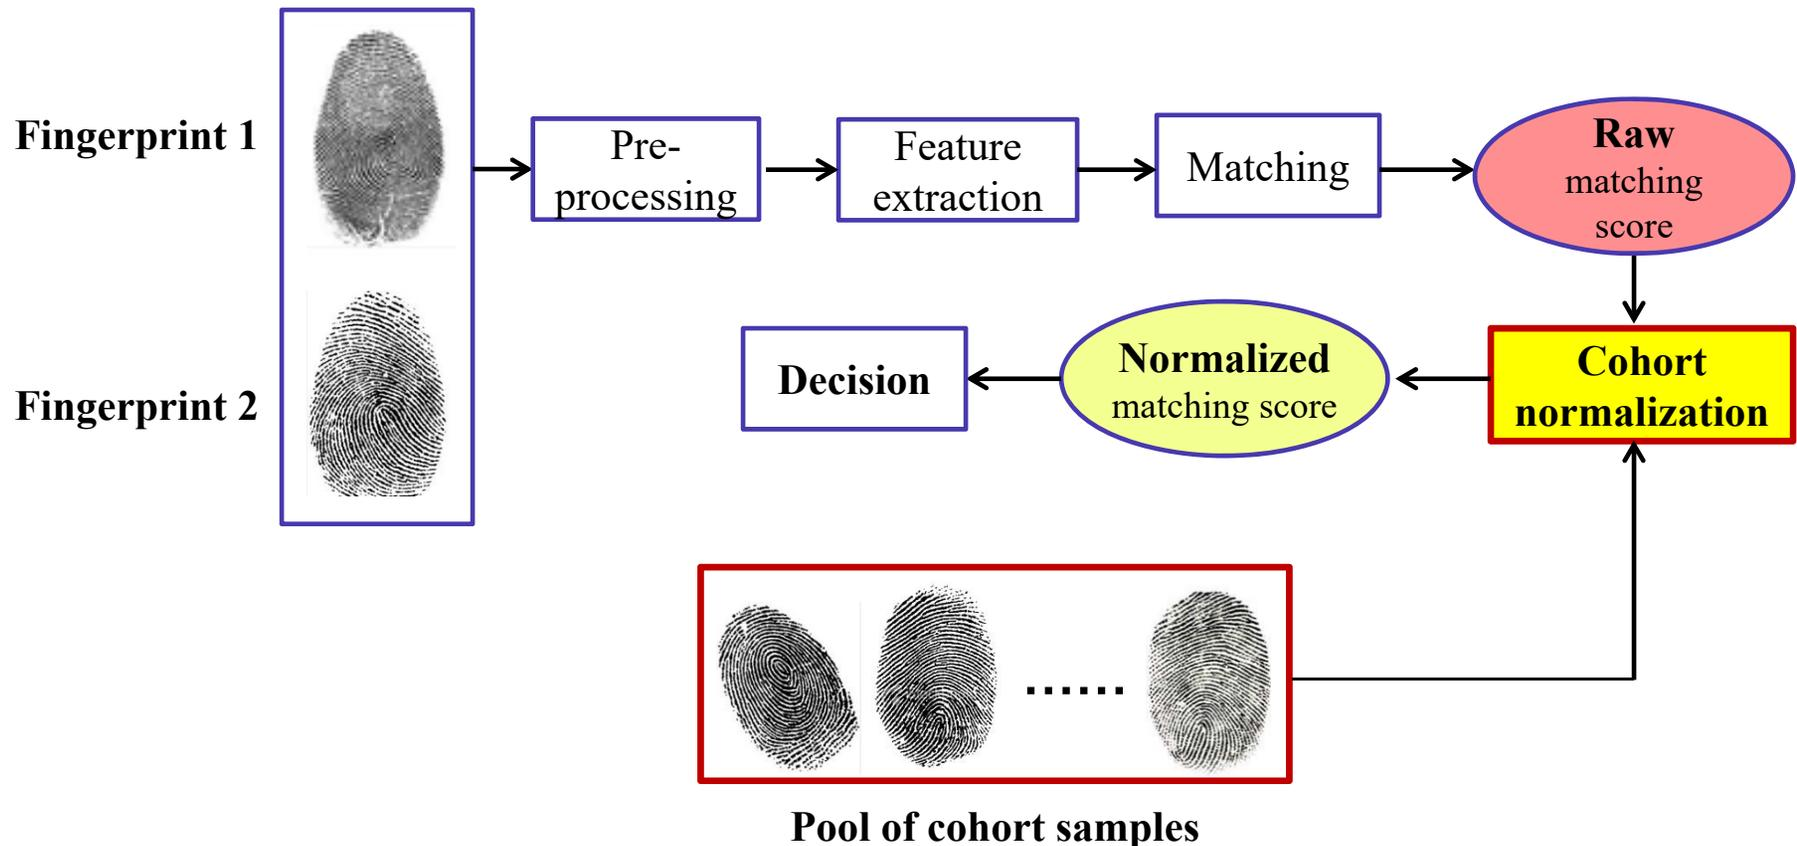 Fingerprint 1
Pre-
processing
Feature
extraction
Matching
Raw
matching
score
Fingerprint 2
Decision
Normalized
matching score
Cohort
normalization
......
Pool of cohort samples